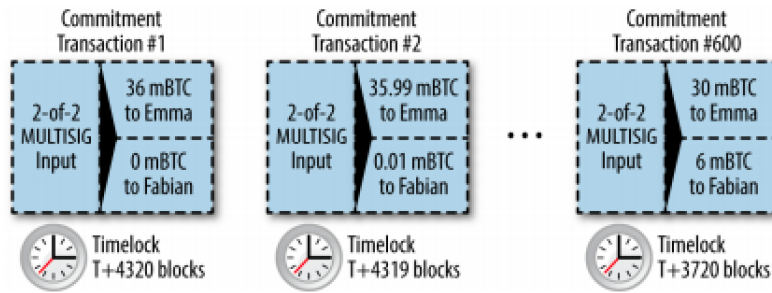 Commitment
Transaction #1
2-of-2
MULTISIG
Input
36 mBTC
to Emma
0 mBTC
to Fabian
Timelock
T+4320 blocks
Commitment
Transaction #2
2-of-2
MULTISIG
Input
35.99 mBTC
to Emma
0.01 mBTC
to Fabian
Timelock
T+4319 blocks
...
Commitment
Transaction #600
2-of-2
MULTISIG
Input
30 mBTC
to Emma
6 mBTC
to Fabian
Timelock
T+3720 blocks